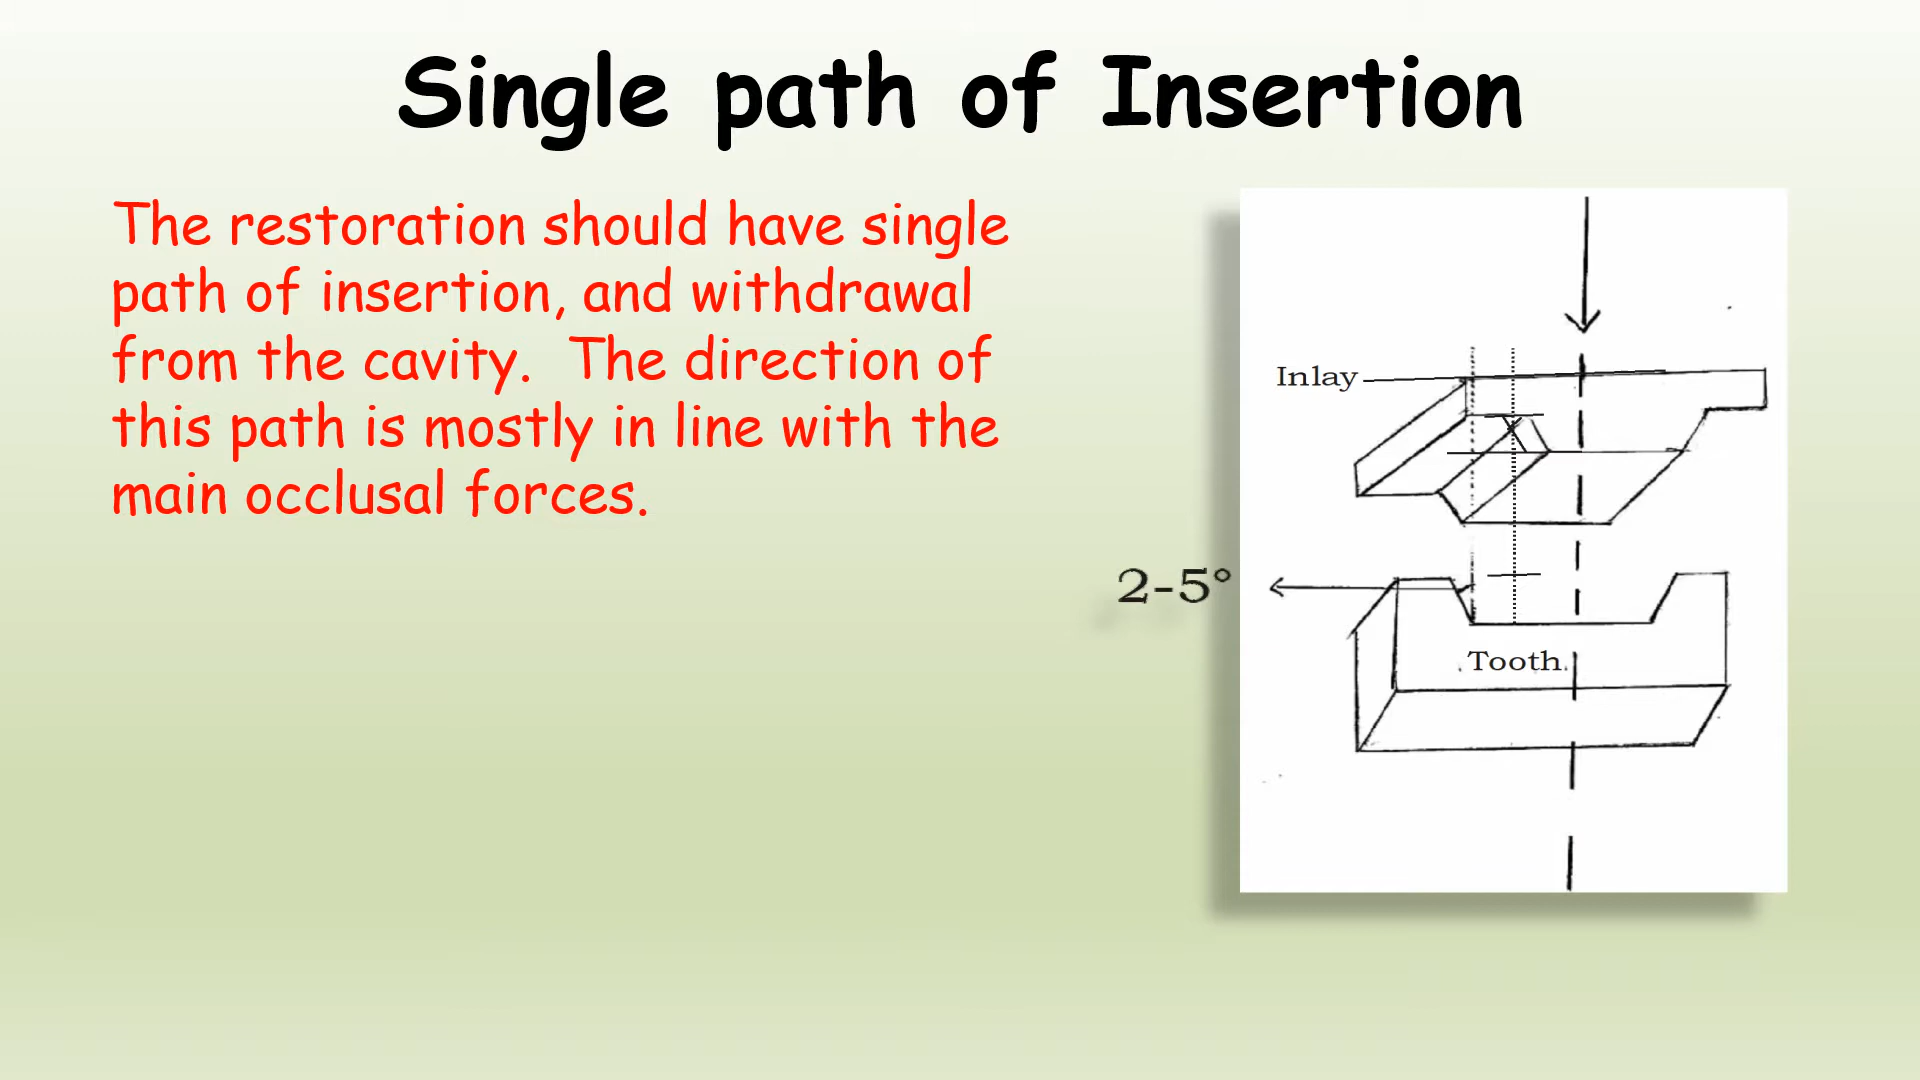 Single path of Insertion
The restoration should have single
path of insertion, and withdrawal
from the cavity. The direction of
this path is mostly in line with the
main occlusal forces.
Inlay
2-5°
Tooth